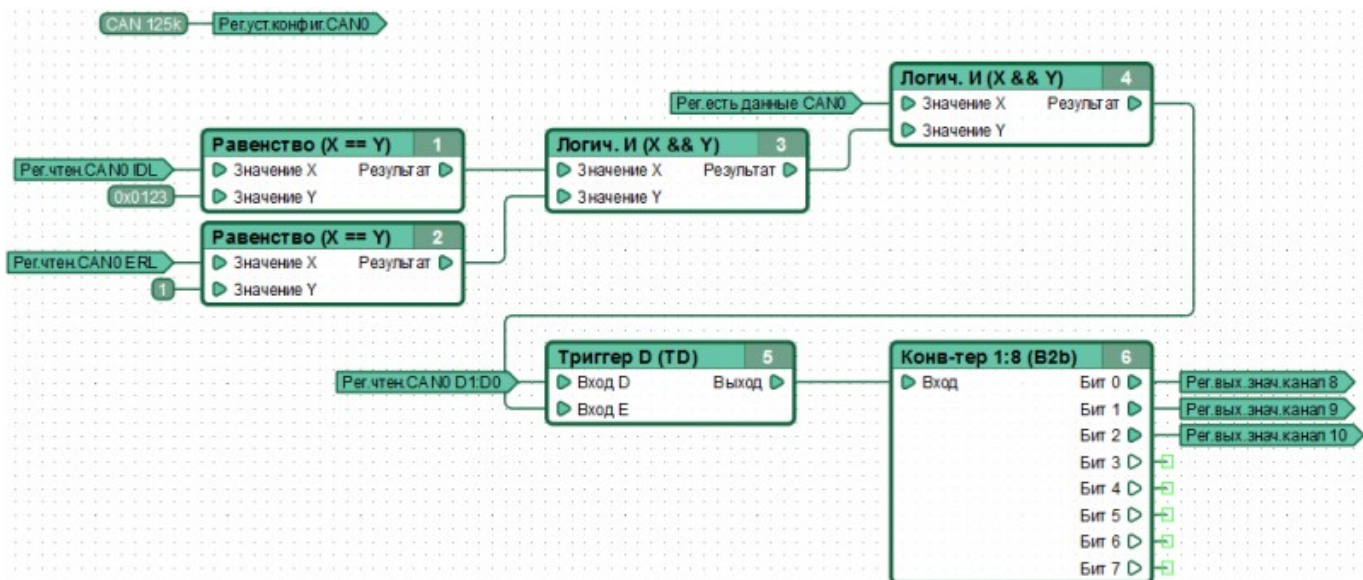 CAN 125k Рег.уст.конфиг.CAN0
Логич. И (X && Y) 4
Рег.есть данные CAN0 Значение X Результат
Значение Y
Равенство (X == Y) 1
Рег.чтен.CAN0 IDL Значение X Результат
0x0123 Значение Y
Логич. И (X && Y) 3
Значение X Результат
Значение Y
Равенство (X == Y) 2
Рег.чтен.CAN0 ERL Значение X Результат
1 Значение Y
Триггер D (TD) 5
Рег.чтен.CAN0 D1:D0 Вход D Выход
Вход E
Конв-тер 1:8 (B2b) 6
Вход Бит 0 Рег.вых.знач.канал 8
Бит 1 Рег.вых.знач.канал 9
Бит 2 Рег.вых.знач.канал 10
Бит 3
Бит 4
Бит 5
Бит 6
Бит 7